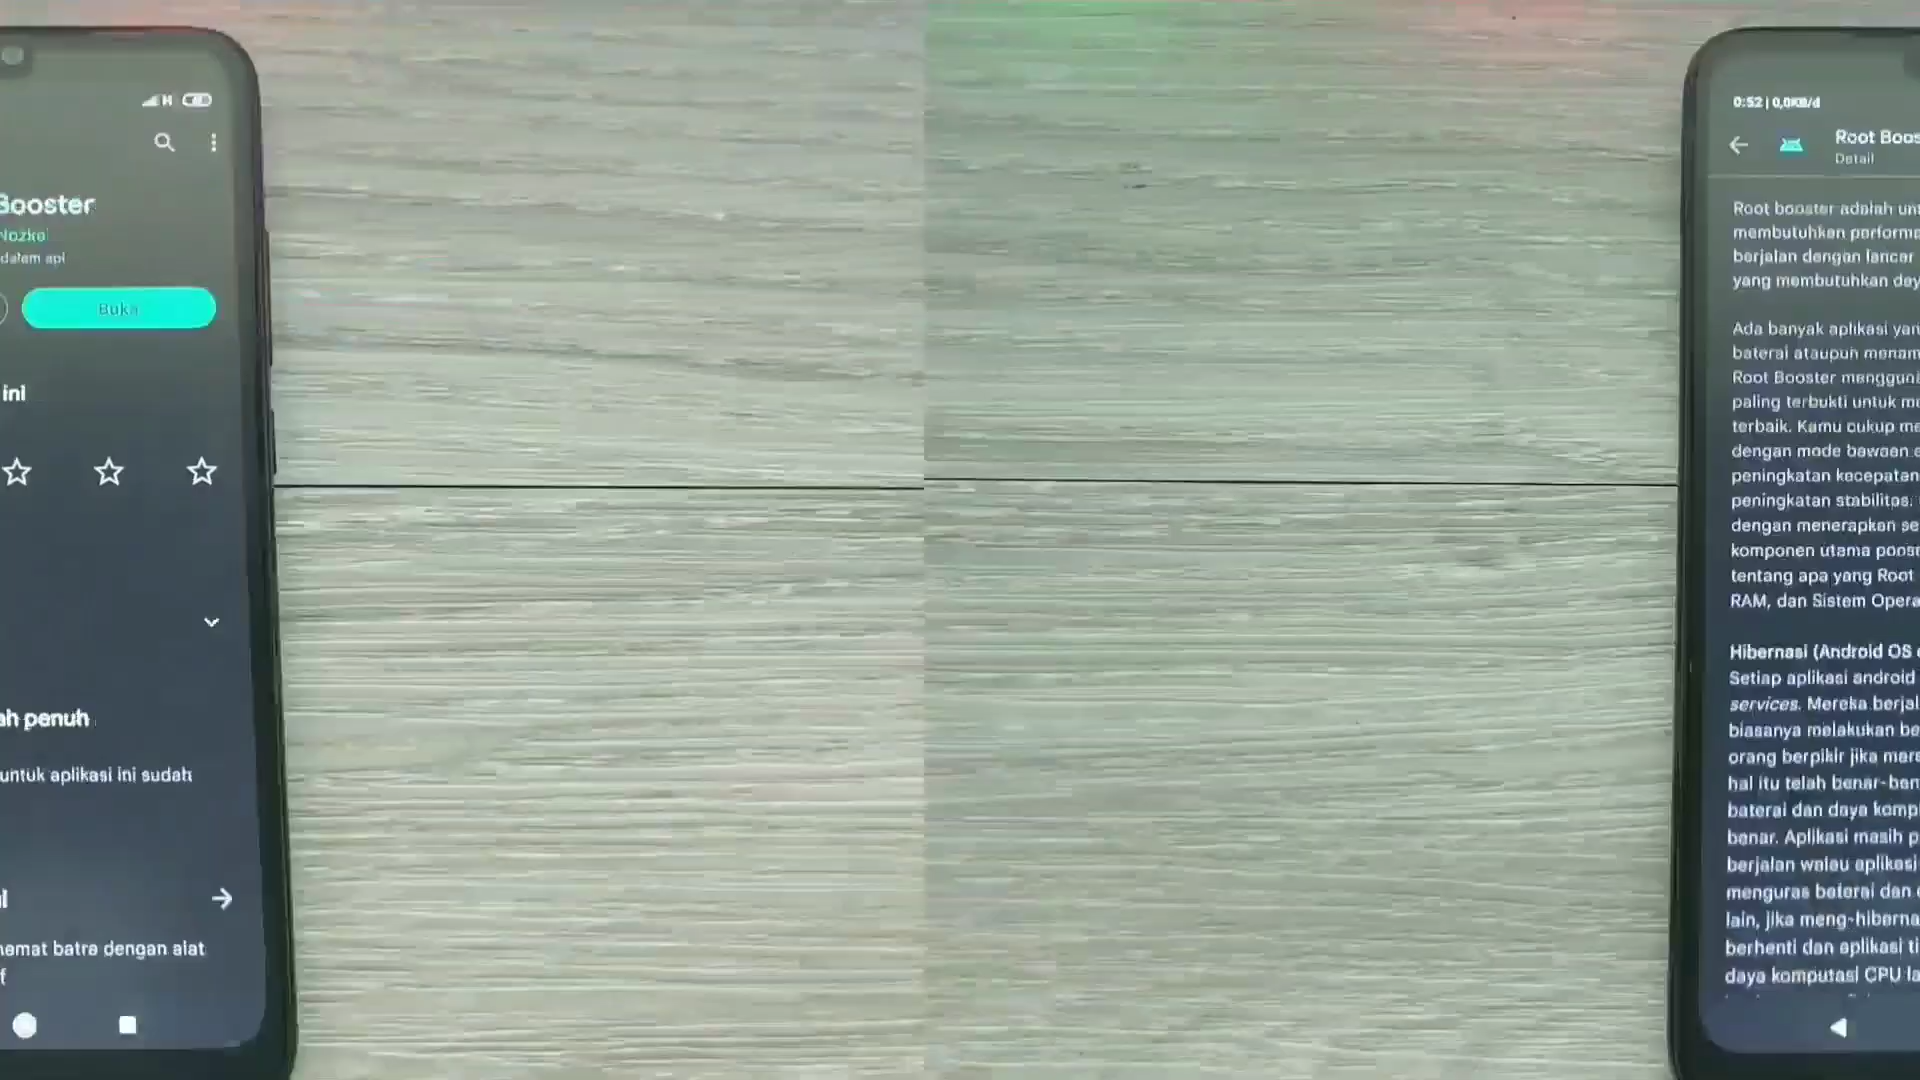 H
Booster
Nozka
dalam apl
Buka
ini
ah penuh
untuk aplikasi ini sudah
hemat batra dengan alat
f
0:52 | 0,0KB/d
Root Boos
Detail
Root booster adalah unt
membutuhkan performa
berjalan dengan lancar
yang membutuhkan day
Ada banyak aplikasi yan
baterai ataupun menam
Root Booster mengguna
paling terbukti untuk me
terbaik. Kamu cukup me
dengan mode bawaan a
peningkatan kecepatan
peningkatan stabilitas.
dengan menerapkan se
komponen utama
tentang apa yang Root
RAM, dan Sistem Opera
Hibernasi (Android OS
Setiap aplikasi android
services. Mereka berjal
biasanya melakukan be
orang berpikir jika mere
hal itu telah benar-ben
baterai dan daya komp
benar. Aplikasi masih p
berjalan walau aplikasi
menguras baterai dan
lain, jika meng-hiberna
berhenti dan aplikasi ti
daya komputasi CPU la